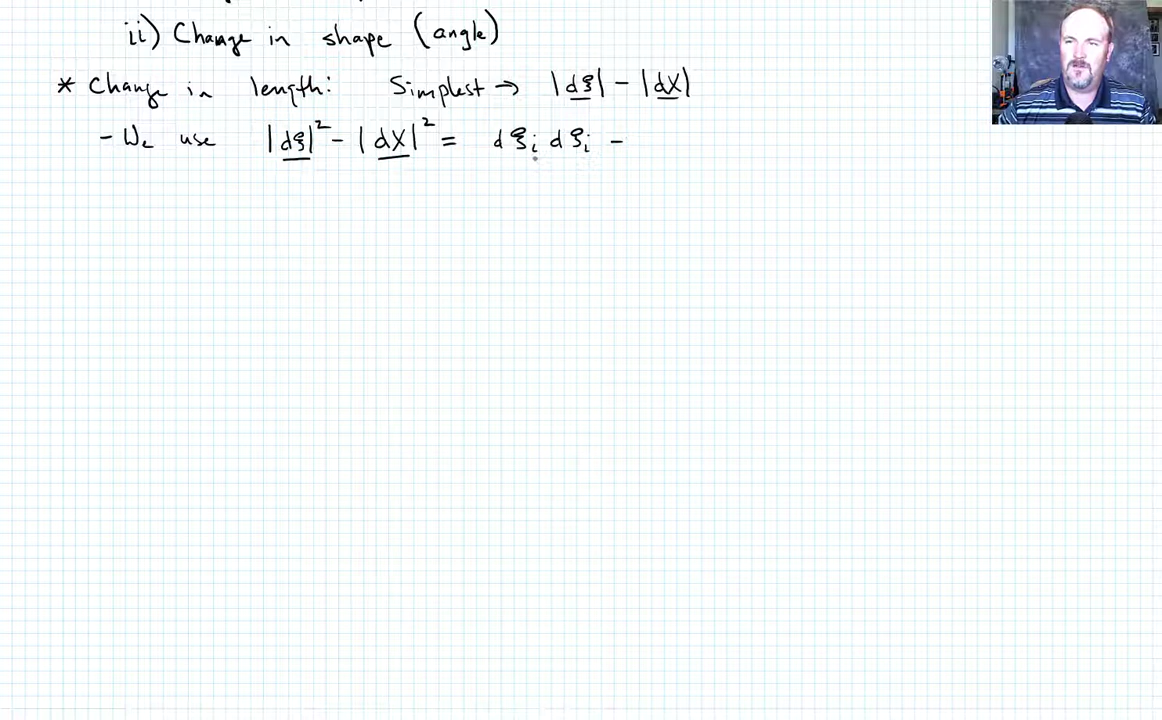 ii) Change in shape (angle)
* Change in length: Simplest → |dξ| - |dX|
- We use |dξ|² - |dX|² = dξᵢ dξᵢ -